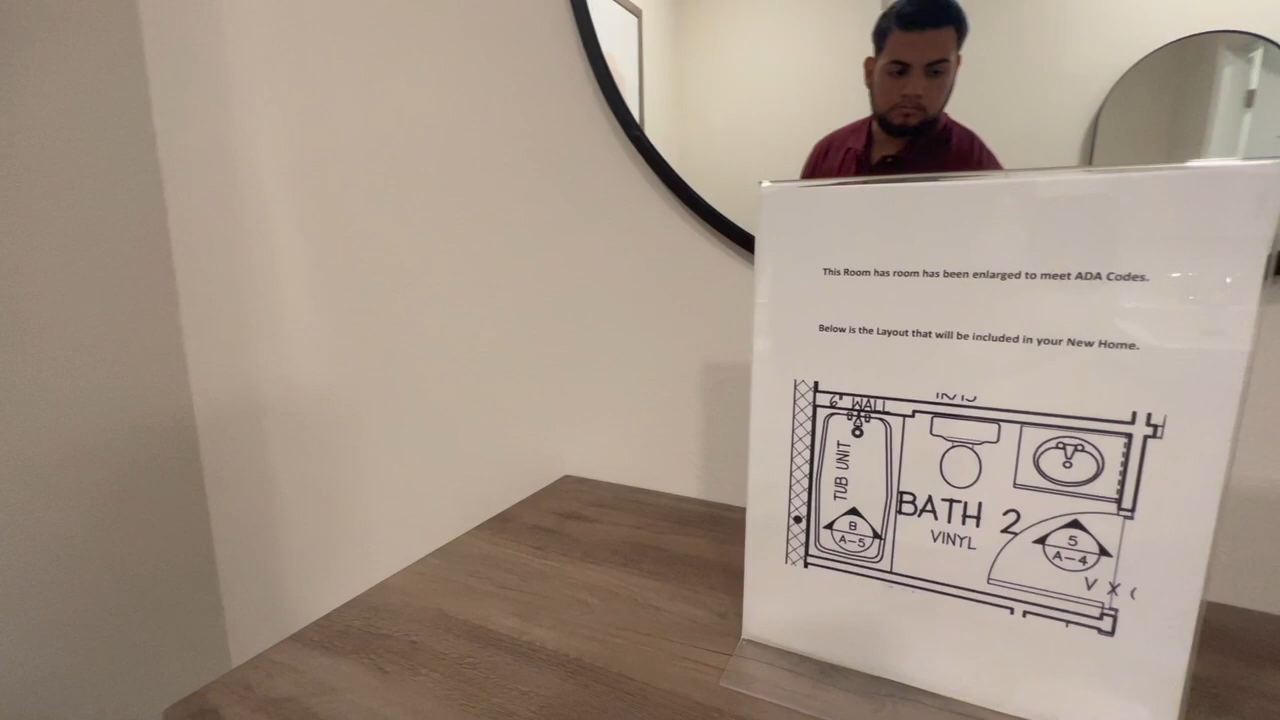 This Room has room has been enlarged to meet ADA Codes.
Below is the Layout that will be included in your New Home.
6" WALL
TUB UNIT
BATH 2
VINYL
B
A-5
5
A-4
V X